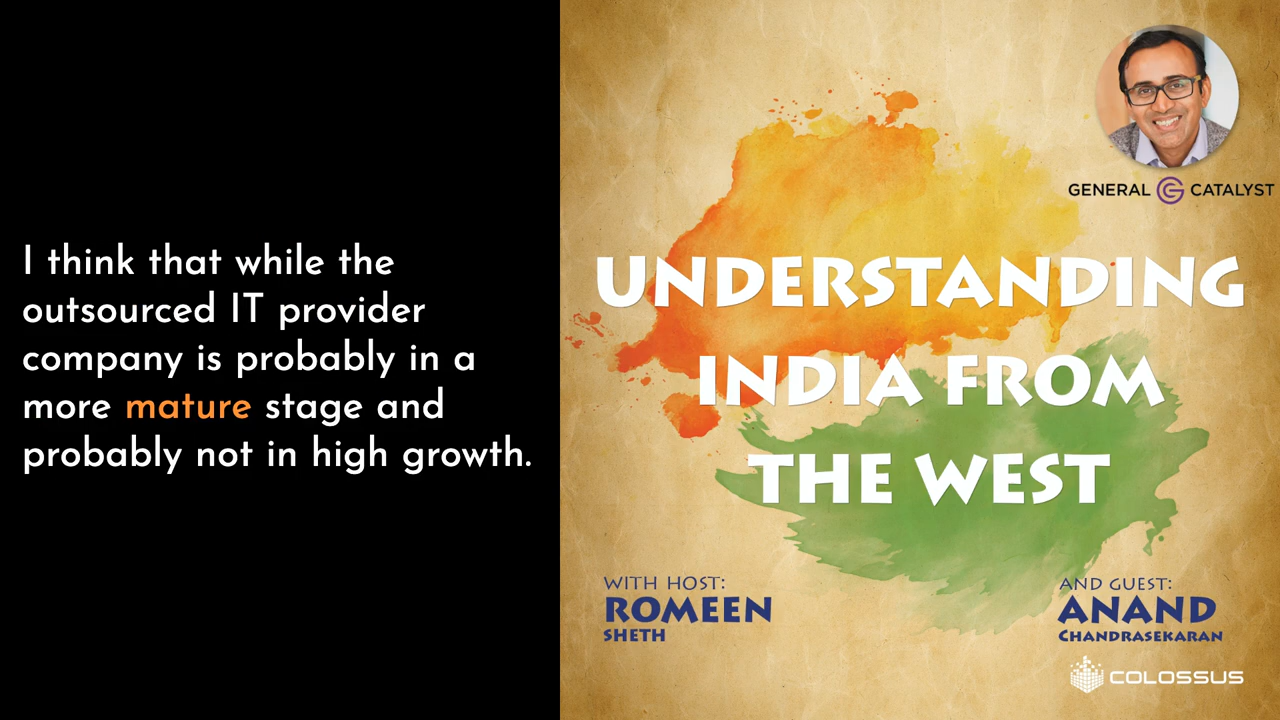 I think that while the
outsourced IT provider
company is probably in a
more mature stage and
probably not in high growth.
GENERAL CATALYST
UNDERSTANDING
INDIA FROM
THE WEST
WITH HOST:
ROMEEN
SHETH
AND GUEST:
ANAND
CHANDRASEKARAN
COLOSSUS